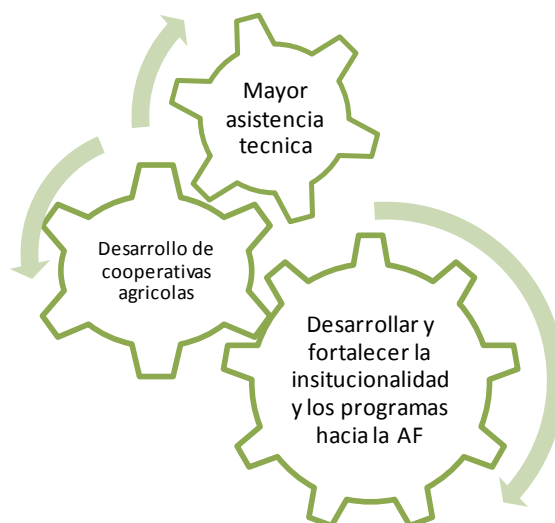 Mayor
asistencia
tecnica
Desarrollo de
cooperativas
agricolas
Desarrollar y
fortalecer la
insitucionalidad
y los programas
hacia la AF